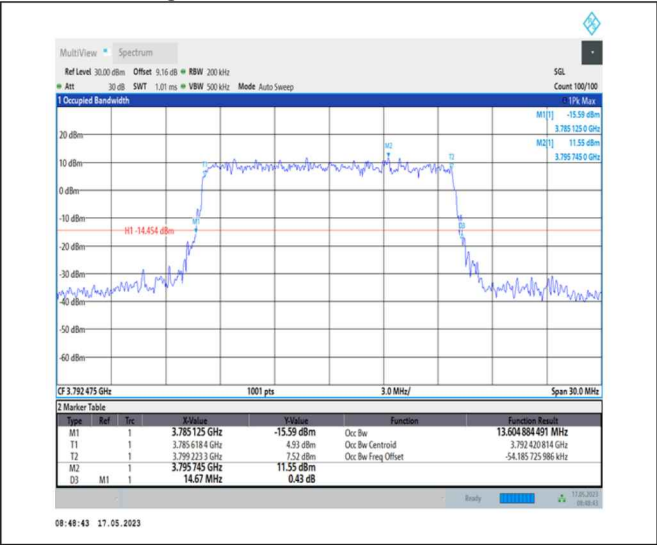 MultiView Spectrum
Ref Level 30.00 dBm Offset 9.16 dB RBW 200 kHz SGL
Att 30 dB SWT 1.01 ms VBW 500 kHz Mode Auto Sweep Count 100/100
1 Occupied Bandwidth 1Pk Max
M1[1] -15.59 dBm
3.785 125 0 GHz
M2[1] 11.55 dBm
3.795 745 0 GHz
20 dBm
M2
T1
T2
10 dBm
0 dBm
-10 dBm
M1
D3
H1 -14.454 dBm
-20 dBm
-30 dBm
-40 dBm
-50 dBm
-60 dBm
CF 3.792 475 GHz 1001 pts 3.0 MHz/ Span 30.0 MHz
2 Marker Table
Type Ref Trc X-Value Y-Value Function Function Result
M1 1 3.785 125 GHz -15.59 dBm Occ Bw 13.604 884 491 MHz
T1 1 3.785 618 4 GHz 4.93 dBm Occ Bw Centroid 3.792 420 814 GHz
T2 1 3.799 223 3 GHz 7.52 dBm Occ Bw Freq Offset -54.185 725 986 kHz
M2 1 3.795 745 GHz 11.55 dBm
D3 M1 1 14.67 MHz 0.43 dB
Ready 17.05.2023
08:48:43
08:48:43 17.05.2023